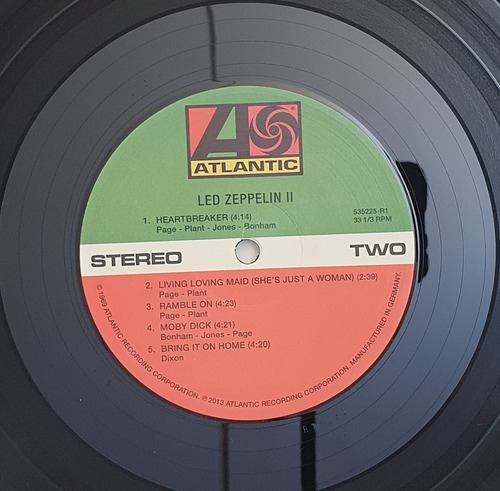 ATLANTIC
LED ZEPPELIN II
1. HEARTBREAKER (4:14)
Page - Plant - Jones - Bonham
535225-R1
33 1/3 RPM
STEREO
TWO
2. LIVING LOVING MAID (SHE'S JUST A WOMAN) (2:39)
Page - Plant
3. RAMBLE ON (4:23)
Page - Plant
4. MOBY DICK (4:21)
Bonham - Jones - Page
5. BRING IT ON HOME (4:20)
Dixon
© 1969 ATLANTIC RECORDING CORPORATION. ℗ 2013 ATLANTIC RECORDING CORPORATION. MANUFACTURED IN GERMANY.